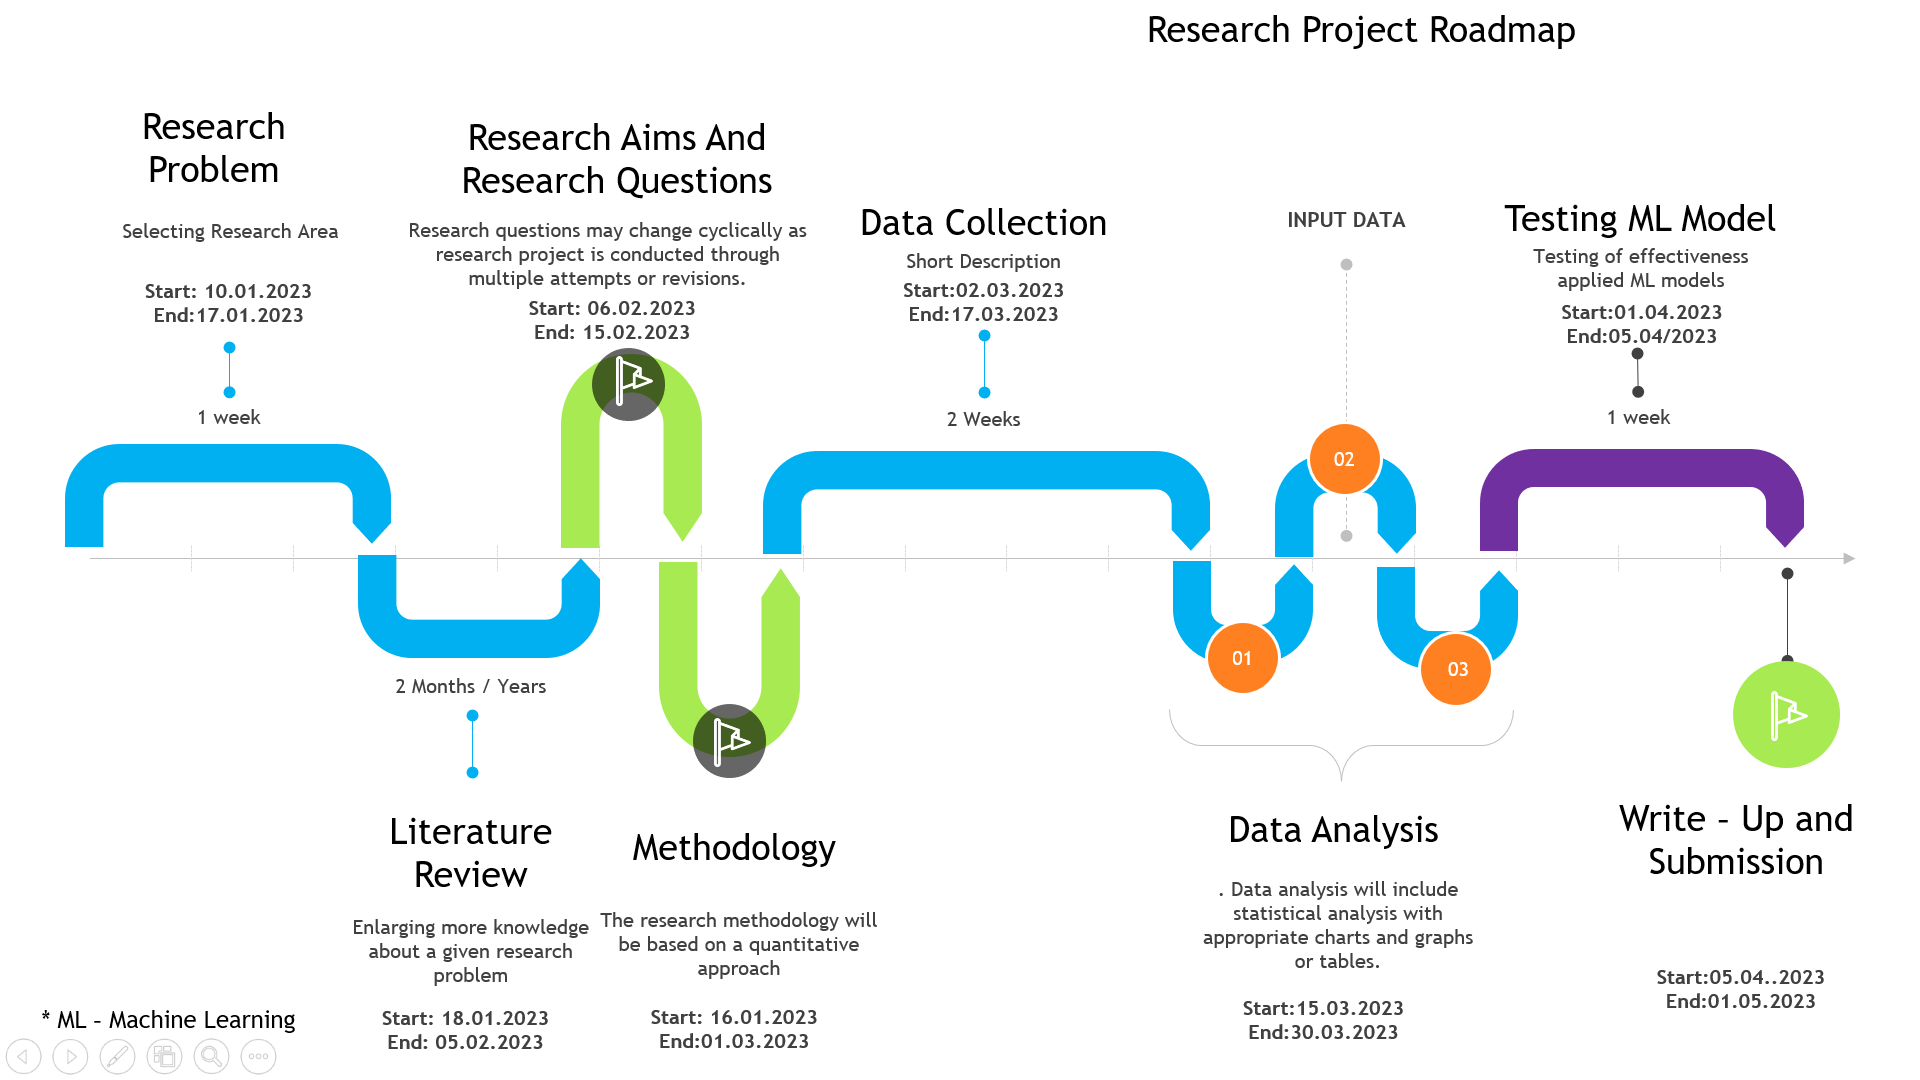 Research Project Roadmap
Research
Problem
Selecting Research Area
Start: 10.01.2023
End:17.01.2023
1 week
Research Aims And
Research Questions
Research questions may change cyclically as
research project is conducted through
multiple attempts or revisions.
Start: 06.02.2023
End: 15.02.2023
Data Collection
Short Description
Start:02.03.2023
End:17.03.2023
2 Weeks
INPUT DATA
Testing ML Model
Testing of effectiveness
applied ML models
Start:01.04.2023
End:05.04/2023
1 week
02
01
03
2 Months / Years
Literature
Review
Enlarging more knowledge
about a given research
problem
Start: 18.01.2023
End: 05.02.2023
Methodology
The research methodology will
be based on a quantitative
approach
Start: 16.01.2023
End:01.03.2023
Data Analysis
. Data analysis will include
statistical analysis with
appropriate charts and graphs
or tables.
Start:15.03.2023
End:30.03.2023
Write – Up and
Submission
Start:05.04..2023
End:01.05.2023
* ML – Machine Learning